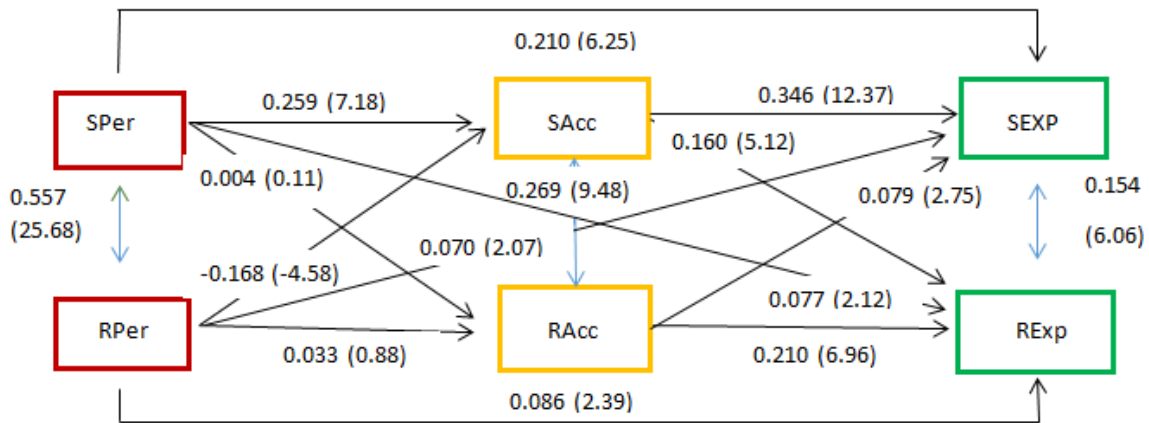 0.210 (6.25)
SPer
0.259 (7.18)
SAcc
0.346 (12.37)
SEXP
0.160 (5.12)
0.004 (0.11)
0.269 (9.48)
0.079 (2.75)
0.154
(6.06)
0.557
(25.68)
0.070 (2.07)
-0.168 (-4.58)
0.077 (2.12)
RPer
RAcc
RExp
0.033 (0.88)
0.210 (6.96)
0.086 (2.39)